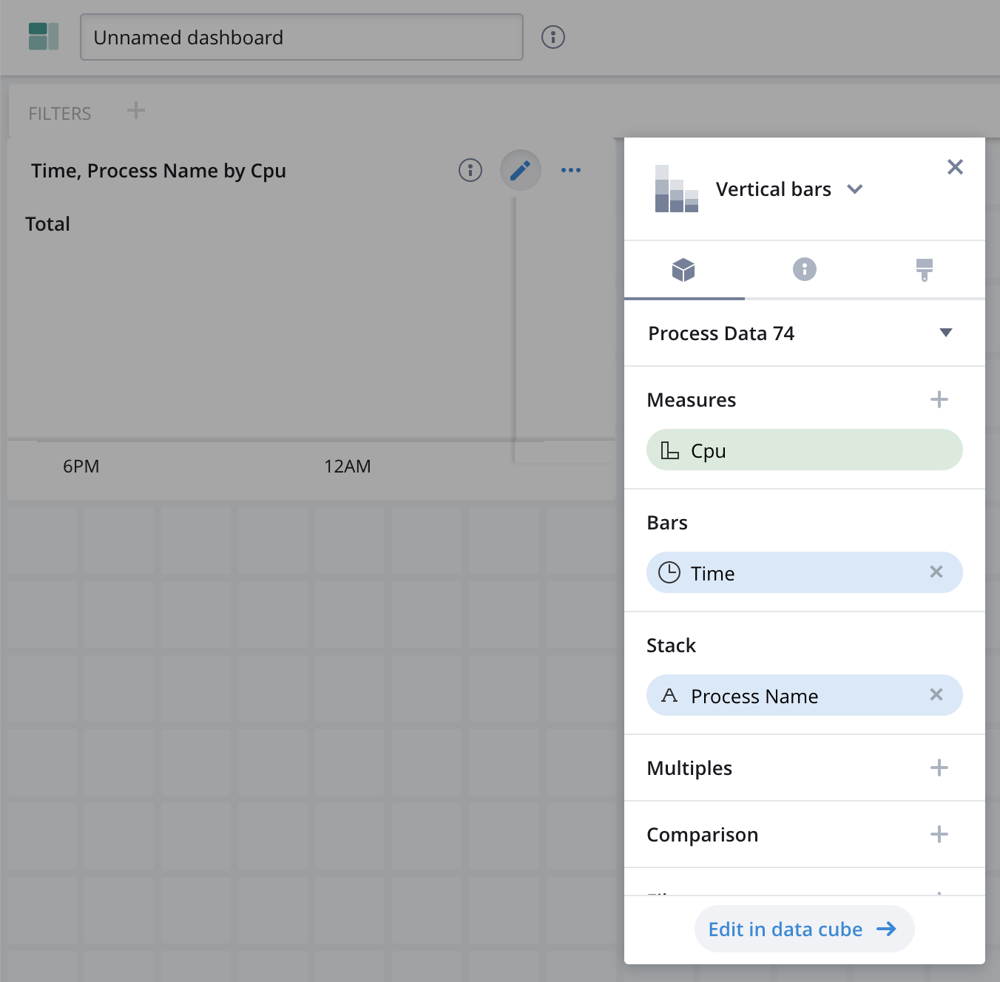 Unnamed dashboard
FILTERS
Time, Process Name by Cpu
Total
6PM
12AM
Vertical bars
Process Data 74
Measures
Cpu
Bars
Time
Stack
Process Name
Multiples
Comparison
Edit in data cube